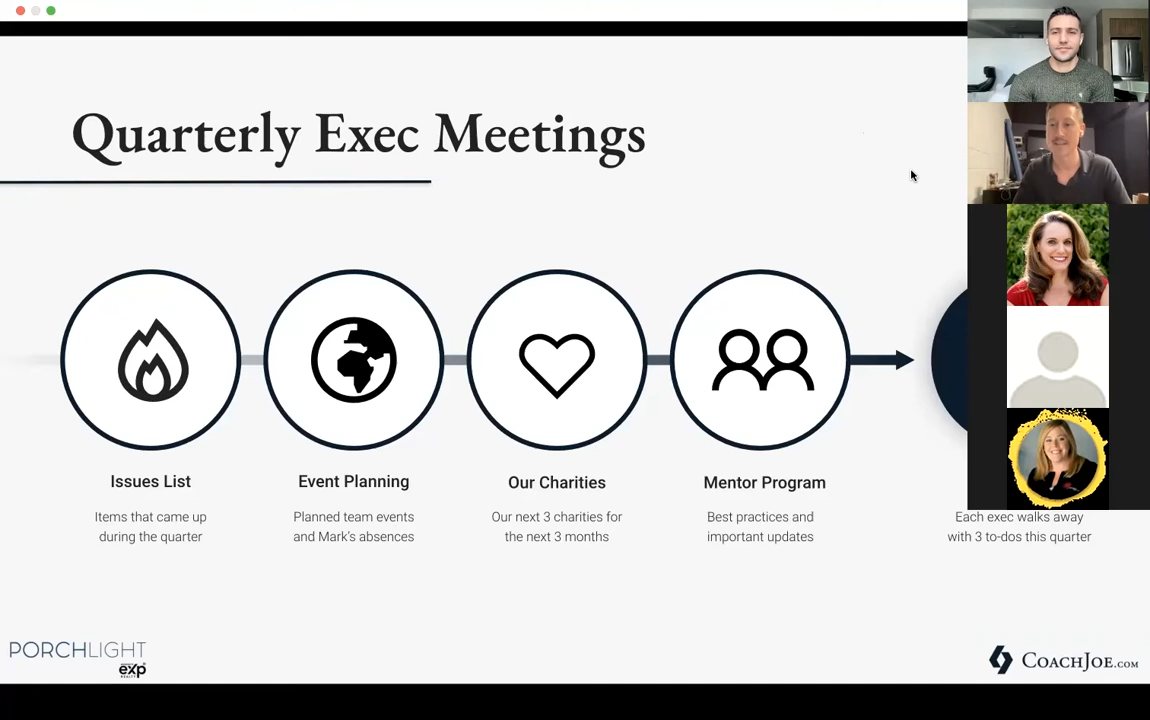 Quarterly Exec Meetings
Issues List
Items that came up
during the quarter
Event Planning
Planned team events
and Mark's absences
Our Charities
Our next 3 charities for
the next 3 months
Mentor Program
Best practices and
important updates
Each exec walks away
with 3 to-dos this quarter
PORCHLIGHT
exp
REALTY
COACHJOE.COM